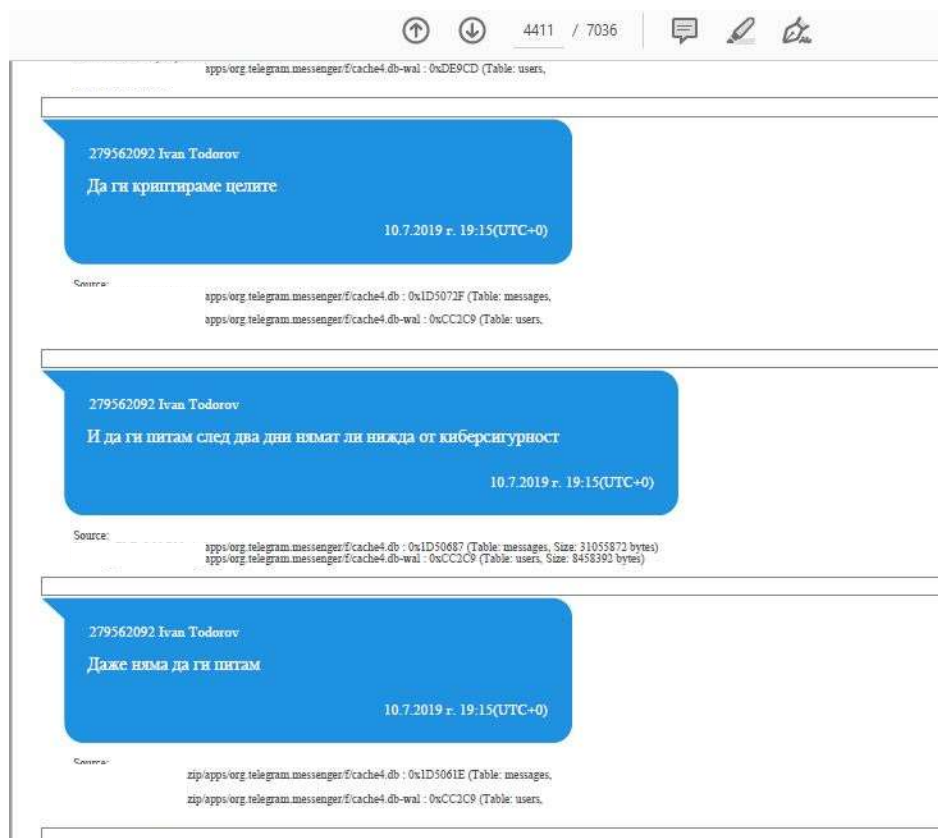 4411 / 7036
apps/org.telegram.messenger/f/cache4.db-wal : 0xDE9CD (Table: users,
279562092 Ivan Todorov
Да ги криптираме целите
10.7.2019 г. 19:15(UTC+0)
Source:
apps/org.telegram.messenger/f/cache4.db : 0x1D5072F (Table: messages,
apps/org.telegram.messenger/f/cache4.db-wal : 0xCC2C9 (Table: users,
279562092 Ivan Todorov
И да ги питам след два дни нямат ли нижда от киберсигурност
10.7.2019 г. 19:15(UTC+0)
Source:
apps/org.telegram.messenger/f/cache4.db : 0x1D50687 (Table: messages, Size: 31055872 bytes)
apps/org.telegram.messenger/f/cache4.db-wal : 0xCC2C9 (Table: users, Size: 8458392 bytes)
279562092 Ivan Todorov
Даже няма да ги питам
10.7.2019 г. 19:15(UTC+0)
Source:
zip/apps/org.telegram.messenger/f/cache4.db : 0x1D5061E (Table: messages,
zip/apps/org.telegram.messenger/f/cache4.db-wal : 0xCC2C9 (Table: users,